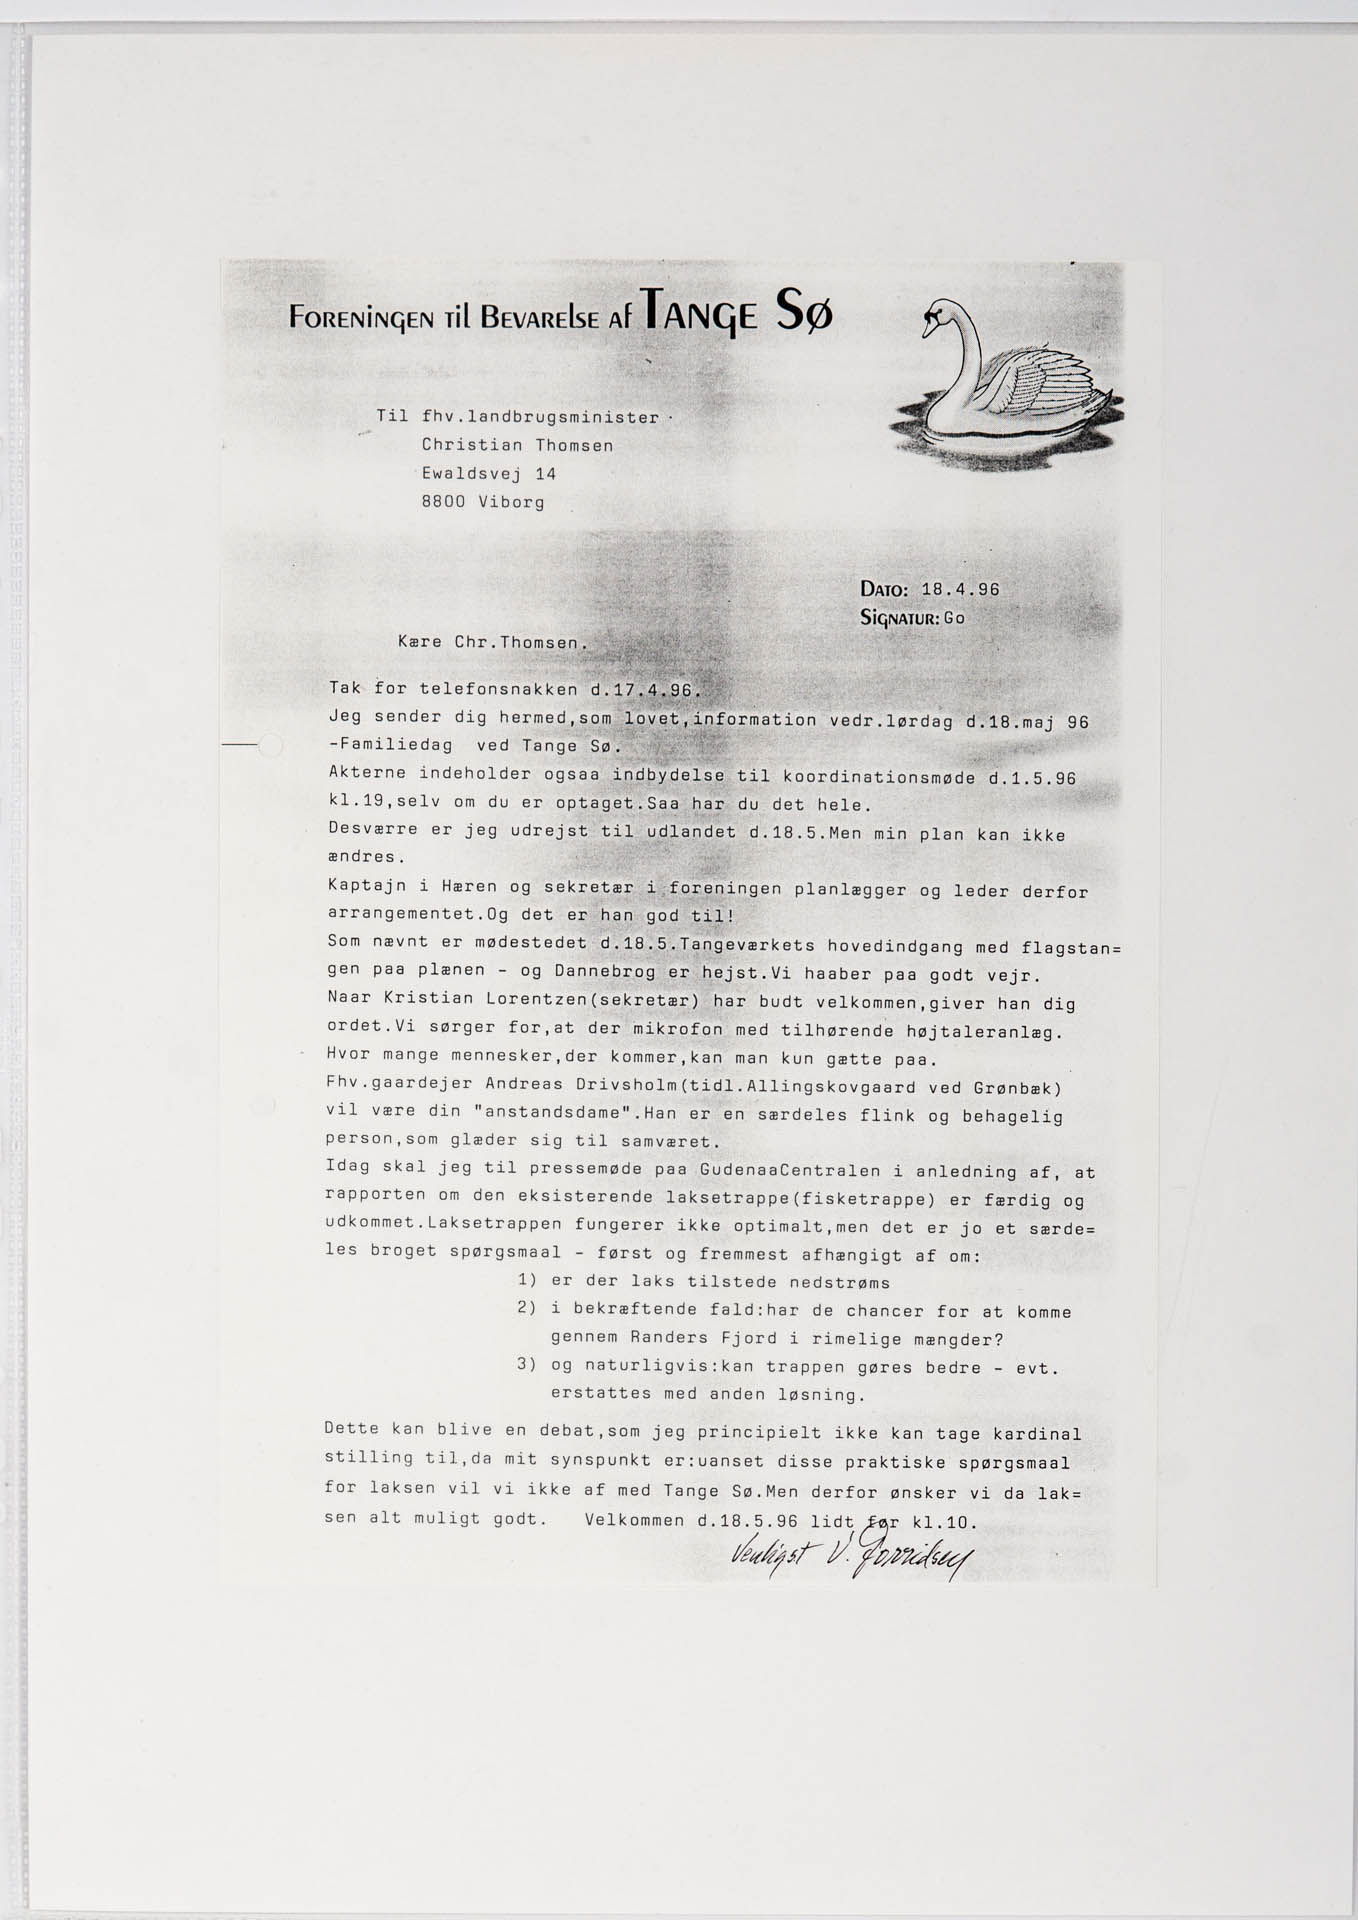 Foreningen til Bevarelse af Tange Sø
Til fhv.landbrugsminister
Christian Thomsen
Ewaldsvej 14
8800 Viborg
Dato: 18.4.96
Signatur: Go
Kære Chr.Thomsen.
Tak for telefonsnakken d.17.4.96.
Jeg sender dig hermed,som lovet,information vedr.lørdag d.18.maj 96
-Familiedag ved Tange Sø.
Akterne indeholder ogsaa indbydelse til koordinationsmøde d.1.5.96
kl.19,selv om du er optaget.Saa har du det hele.
Desværre er jeg udrejst til udlandet d.18.5.Men min plan kan ikke
ændres.
Kaptajn i Hæren og sekretær i foreningen planlægger og leder derfor
arrangementet.Og det er han god til!
Som nævnt er mødestedet d.18.5.Tangeværkets hovedindgang med flagstan=
gen paa plænen - og Dannebrog er hejst.Vi haaber paa godt vejr.
Naar Kristian Lorentzen(sekretær) har budt velkommen,giver han dig
ordet.Vi sørger for,at der mikrofon med tilhørende højtaleranlæg.
Hvor mange mennesker,der kommer,kan man kun gætte paa.
Fhv.gaardejer Andreas Drivsholm(tidl.Allingskovgaard ved Grønbæk)
vil være din "anstandsdame".Han er en særdeles flink og behagelig
person,som glæder sig til samværet.
Idag skal jeg til pressemøde paa GudenaaCentralen i anledning af, at
rapporten om den eksisterende laksetrappe(fisketrappe) er færdig og
udkommet.Laksetrappen fungerer ikke optimalt,men det er jo et særde=
les broget spørgsmaal - først og fremmest afhængigt af om:
1) er der laks tilstede nedstrøms
2) i bekræftende fald:har de chancer for at komme
gennem Randers Fjord i rimelige mængder?
3) og naturligvis:kan trappen gøres bedre - evt.
erstattes med anden løsning.
Dette kan blive en debat,som jeg principielt ikke kan tage kardinal
stilling til,da mit synspunkt er:uanset disse praktiske spørgsmaal
for laksen vil vi ikke af med Tange Sø.Men derfor ønsker vi da lak=
sen alt muligt godt. Velkommen d.18.5.96 lidt før kl.10.
Venligst V.